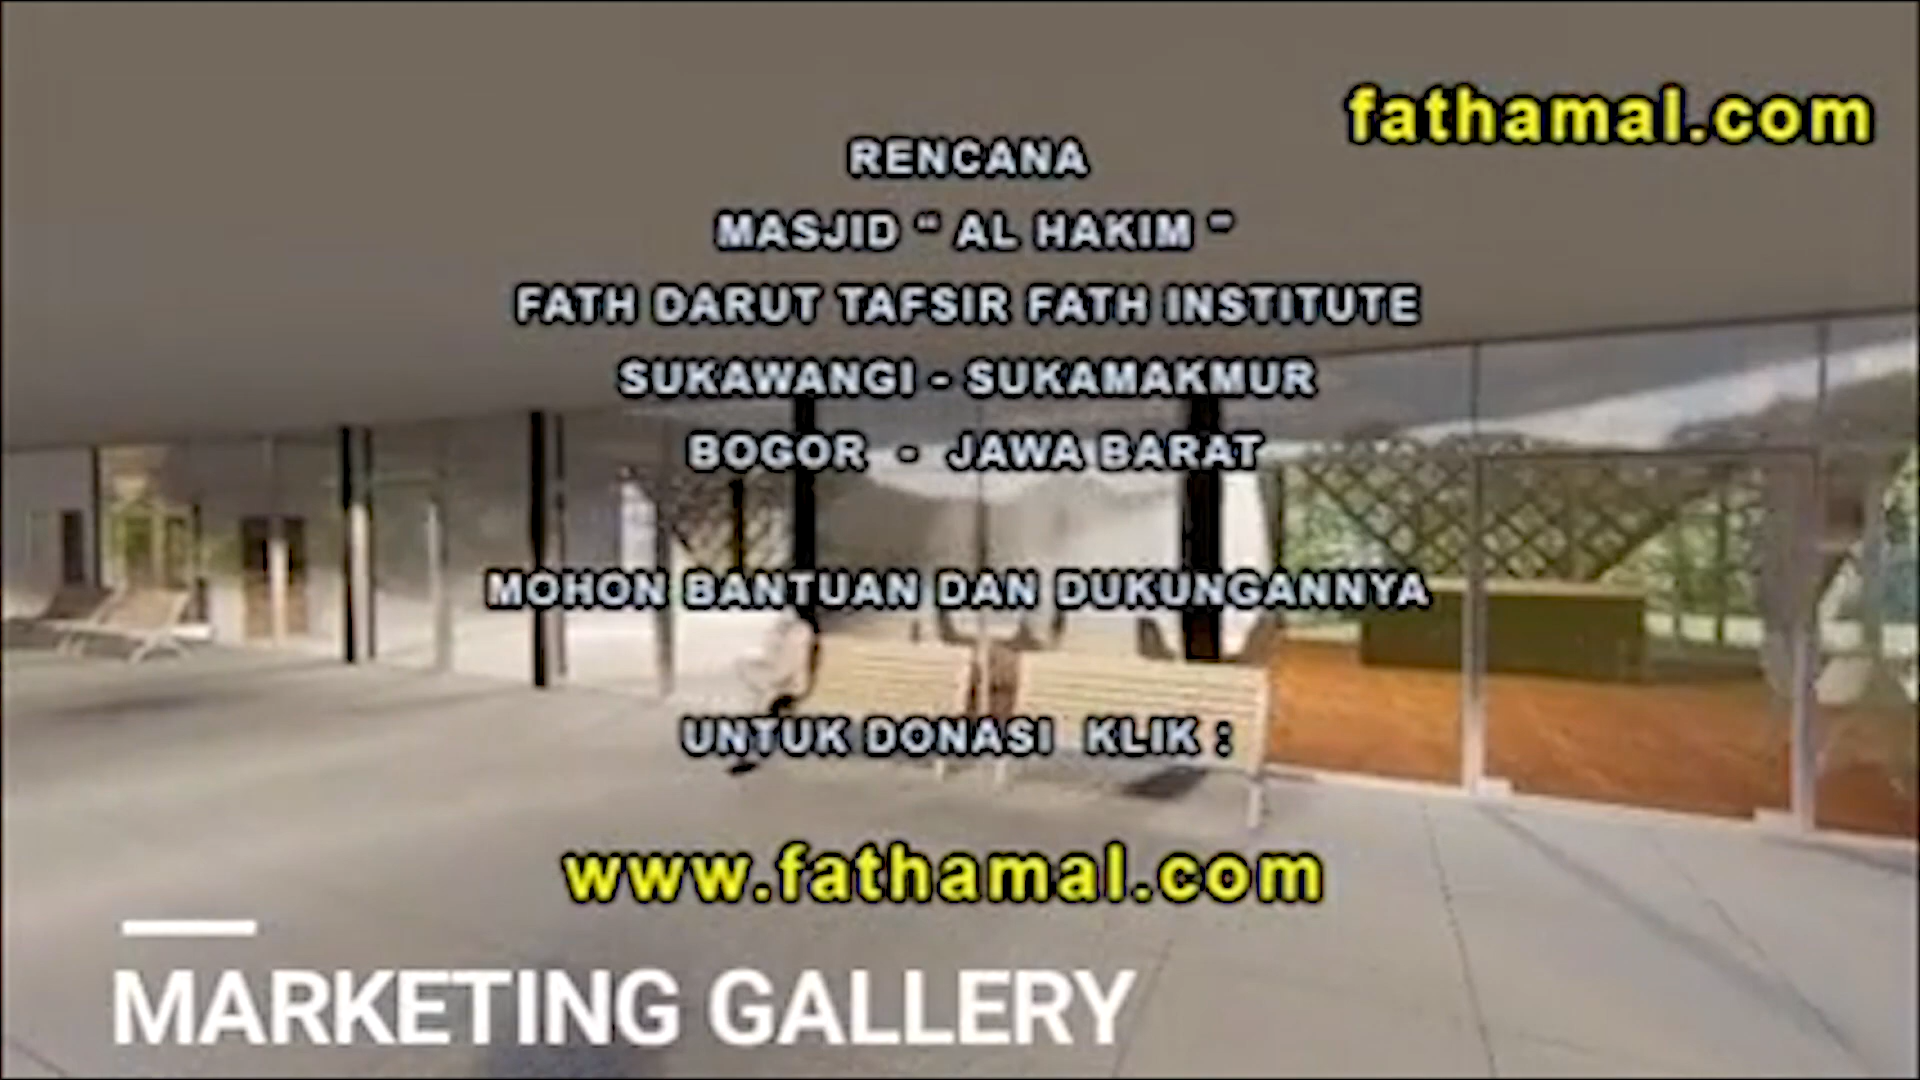 fathamal.com
RENCANA
MASJID “ AL HAKIM ”
FATH DARUT TAFSIR FATH INSTITUTE
SUKAWANGI - SUKAMAKMUR
BOGOR - JAWA BARAT
MOHON BANTUAN DAN DUKUNGANNYA
UNTUK DONASI KLIK :
www.fathamal.com
MARKETING GALLERY